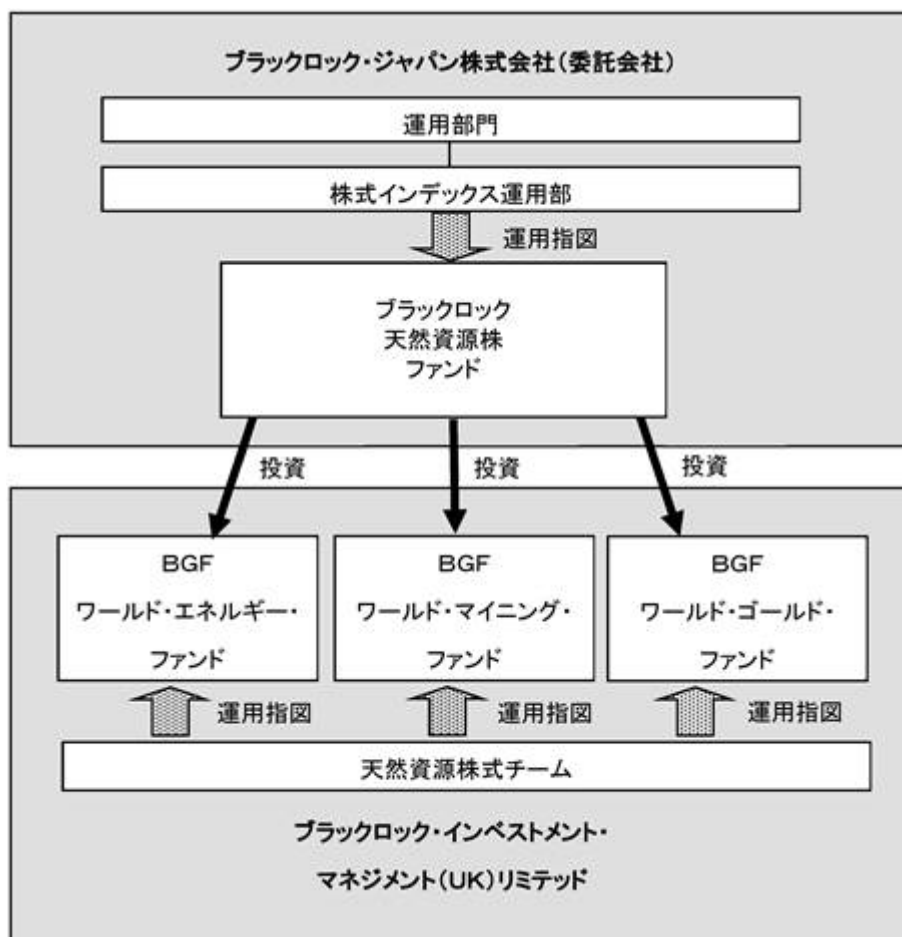 ブラックロック・ジャパン株式会社（委託会社）
運用部門
株式インデックス運用部
運用指図
ブラックロック
天然資源株
ファンド
投資
投資
投資
BGF
ワールド・エネルギー・
ファンド
BGF
ワールド・マイニング・
ファンド
BGF
ワールド・ゴールド・
ファンド
運用指図
運用指図
運用指図
天然資源株式チーム
ブラックロック・インベストメント・
マネジメント（UK）リミテッド